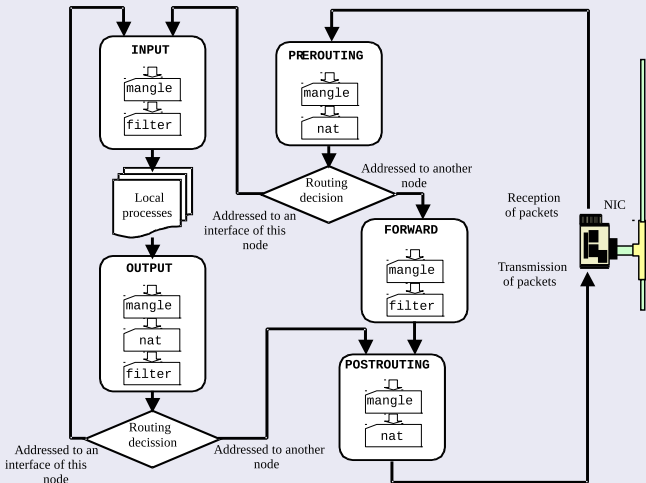 INPUT
mangle
filter
Local
processes
OUTPUT
mangle
nat
filter
Routing
decission
Addressed to an
interface of this
node
Addressed to another
node
PREROUTING
mangle
nat
Routing
decision
Addressed to an
interface of this
node
Addressed to another
node
FORWARD
mangle
filter
POSTROUTING
mangle
nat
Reception
of packets
NIC
Transmission
of packets